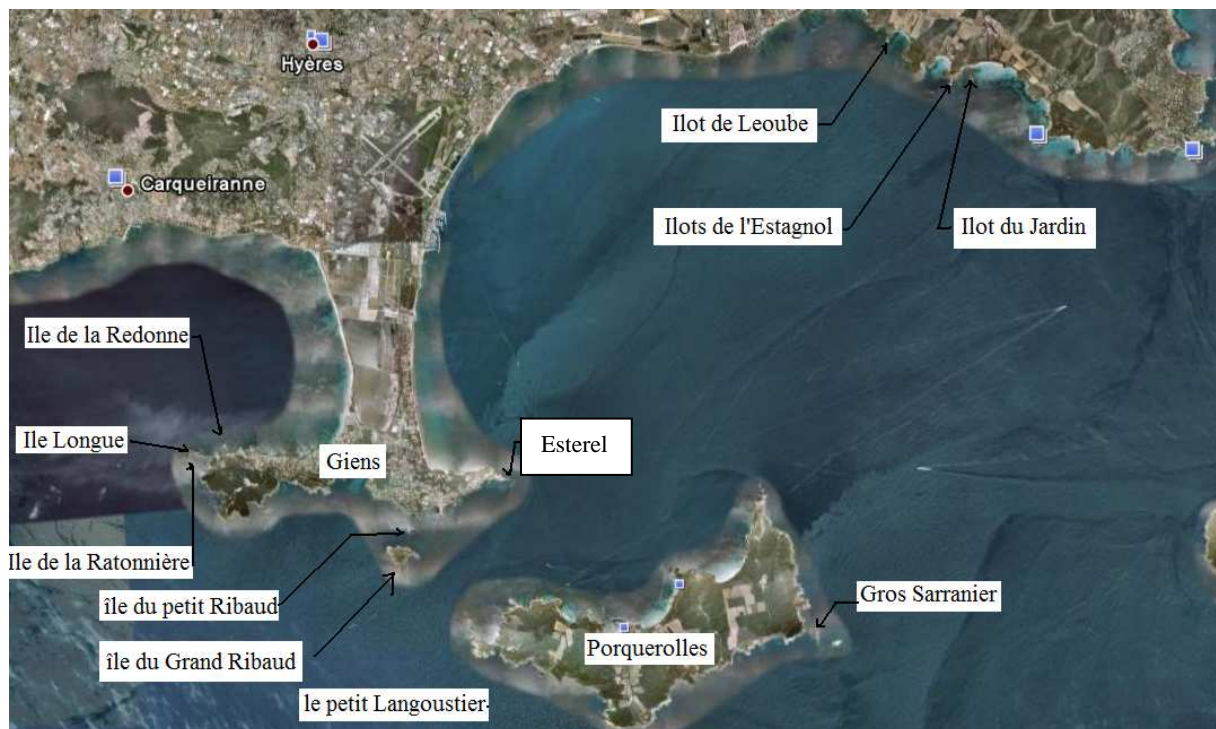 Hyères
Ilot de Leoube
Carqueiranne
Ilots de l'Estagnol
Ilot du Jardin
Ile de la Redonne
Ile Longue
Giens
Esterel
Ile de la Ratonnière
île du petit Ribaud
Gros Sarranier
île du Grand Ribaud
Porquerolles
le petit Langoustier